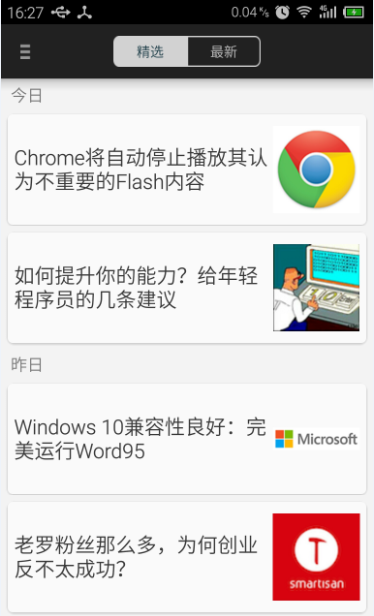 16:27
0.04 K/s
4G
精选
最新
今日
Chrome将自动停止播放其认
为不重要的Flash内容
如何提升你的能力？给年轻
程序员的几条建议
昨日
Windows 10兼容性良好：完
美运行Word95
Microsoft
老罗粉丝那么多，为何创业
反不太成功？
smartisan